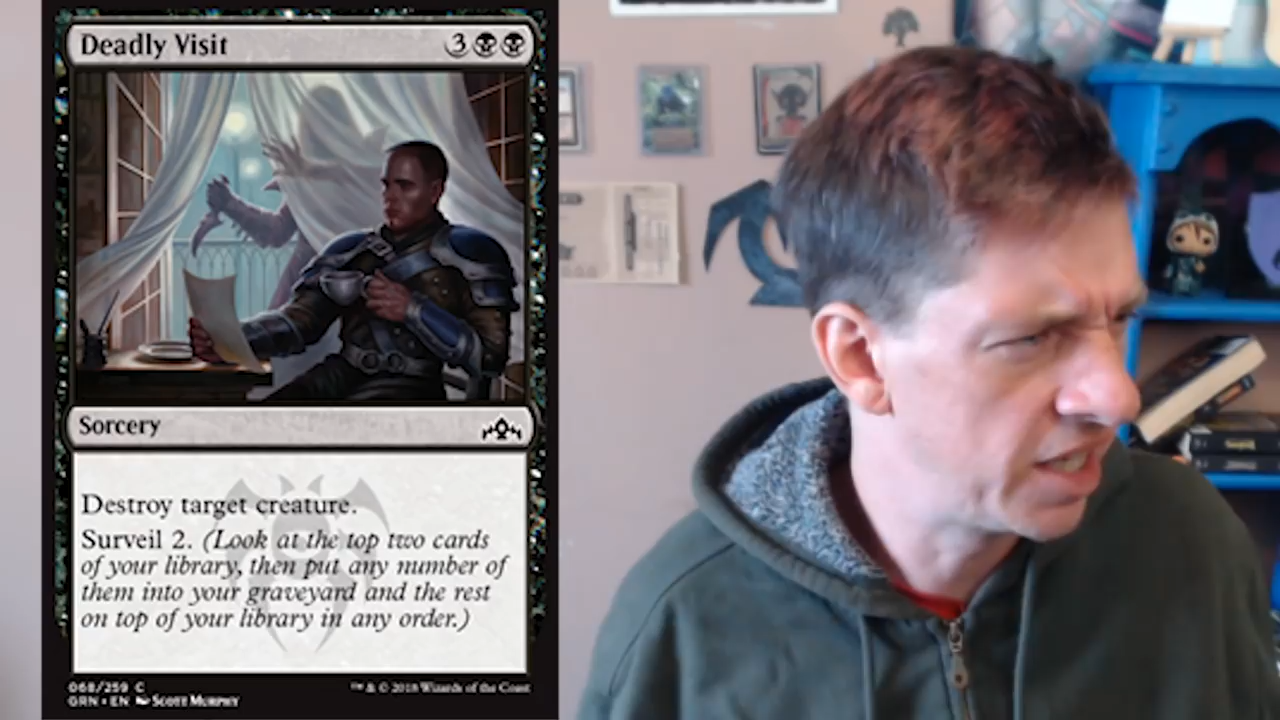 Deadly Visit
3
Sorcery
Destroy target creature.
Surveil 2. (Look at the top two cards
of your library, then put any number of
them into your graveyard and the rest
on top of your library in any order.)
068/259 C
™ & © 2018 Wizards of the Coast
GRN • EN Scott Murphy